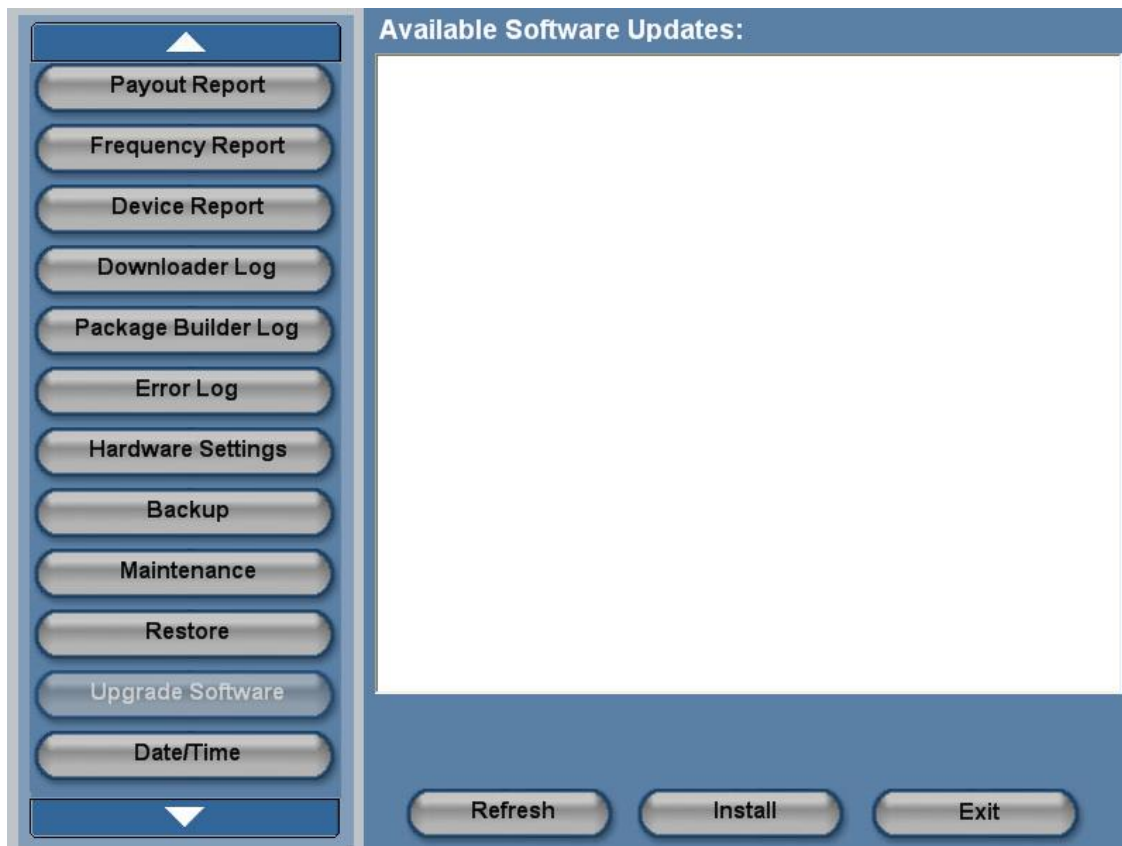 Available Software Updates:
Payout Report
Frequency Report
Device Report
Downloader Log
Package Builder Log
Error Log
Hardware Settings
Backup
Maintenance
Restore
Upgrade Software
Date/Time
Refresh
Install
Exit